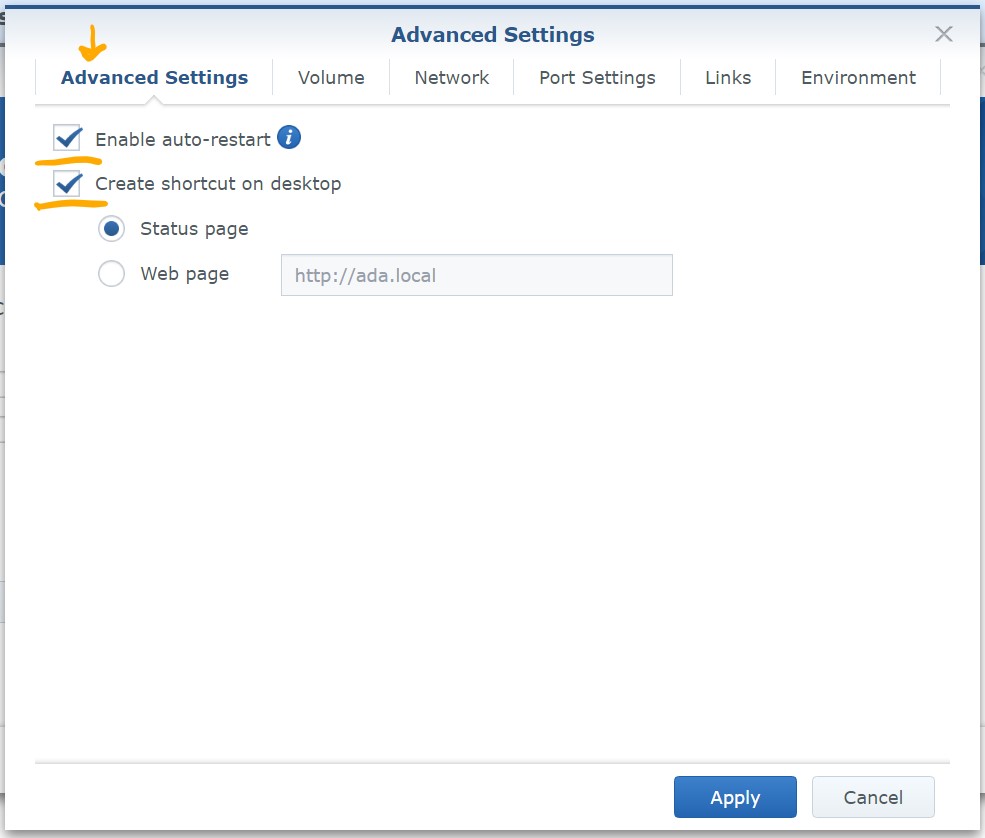 Advanced Settings
Advanced Settings Volume Network Port Settings Links Environment
Enable auto-restart i
Create shortcut on desktop
Status page
Web page http://ada.local
Apply Cancel